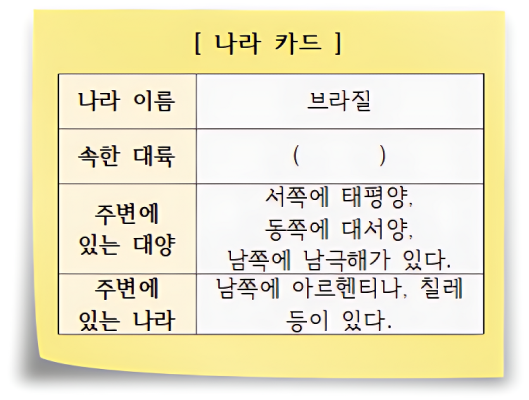 [ 나라 카드 ]
나라 이름
브라질
속한 대륙
( )
주변에
있는 대양
서쪽에 태평양,
동쪽에 대서양,
남쪽에 남극해가 있다.
주변에
있는 나라
남쪽에 아르헨티나, 칠레
등이 있다.